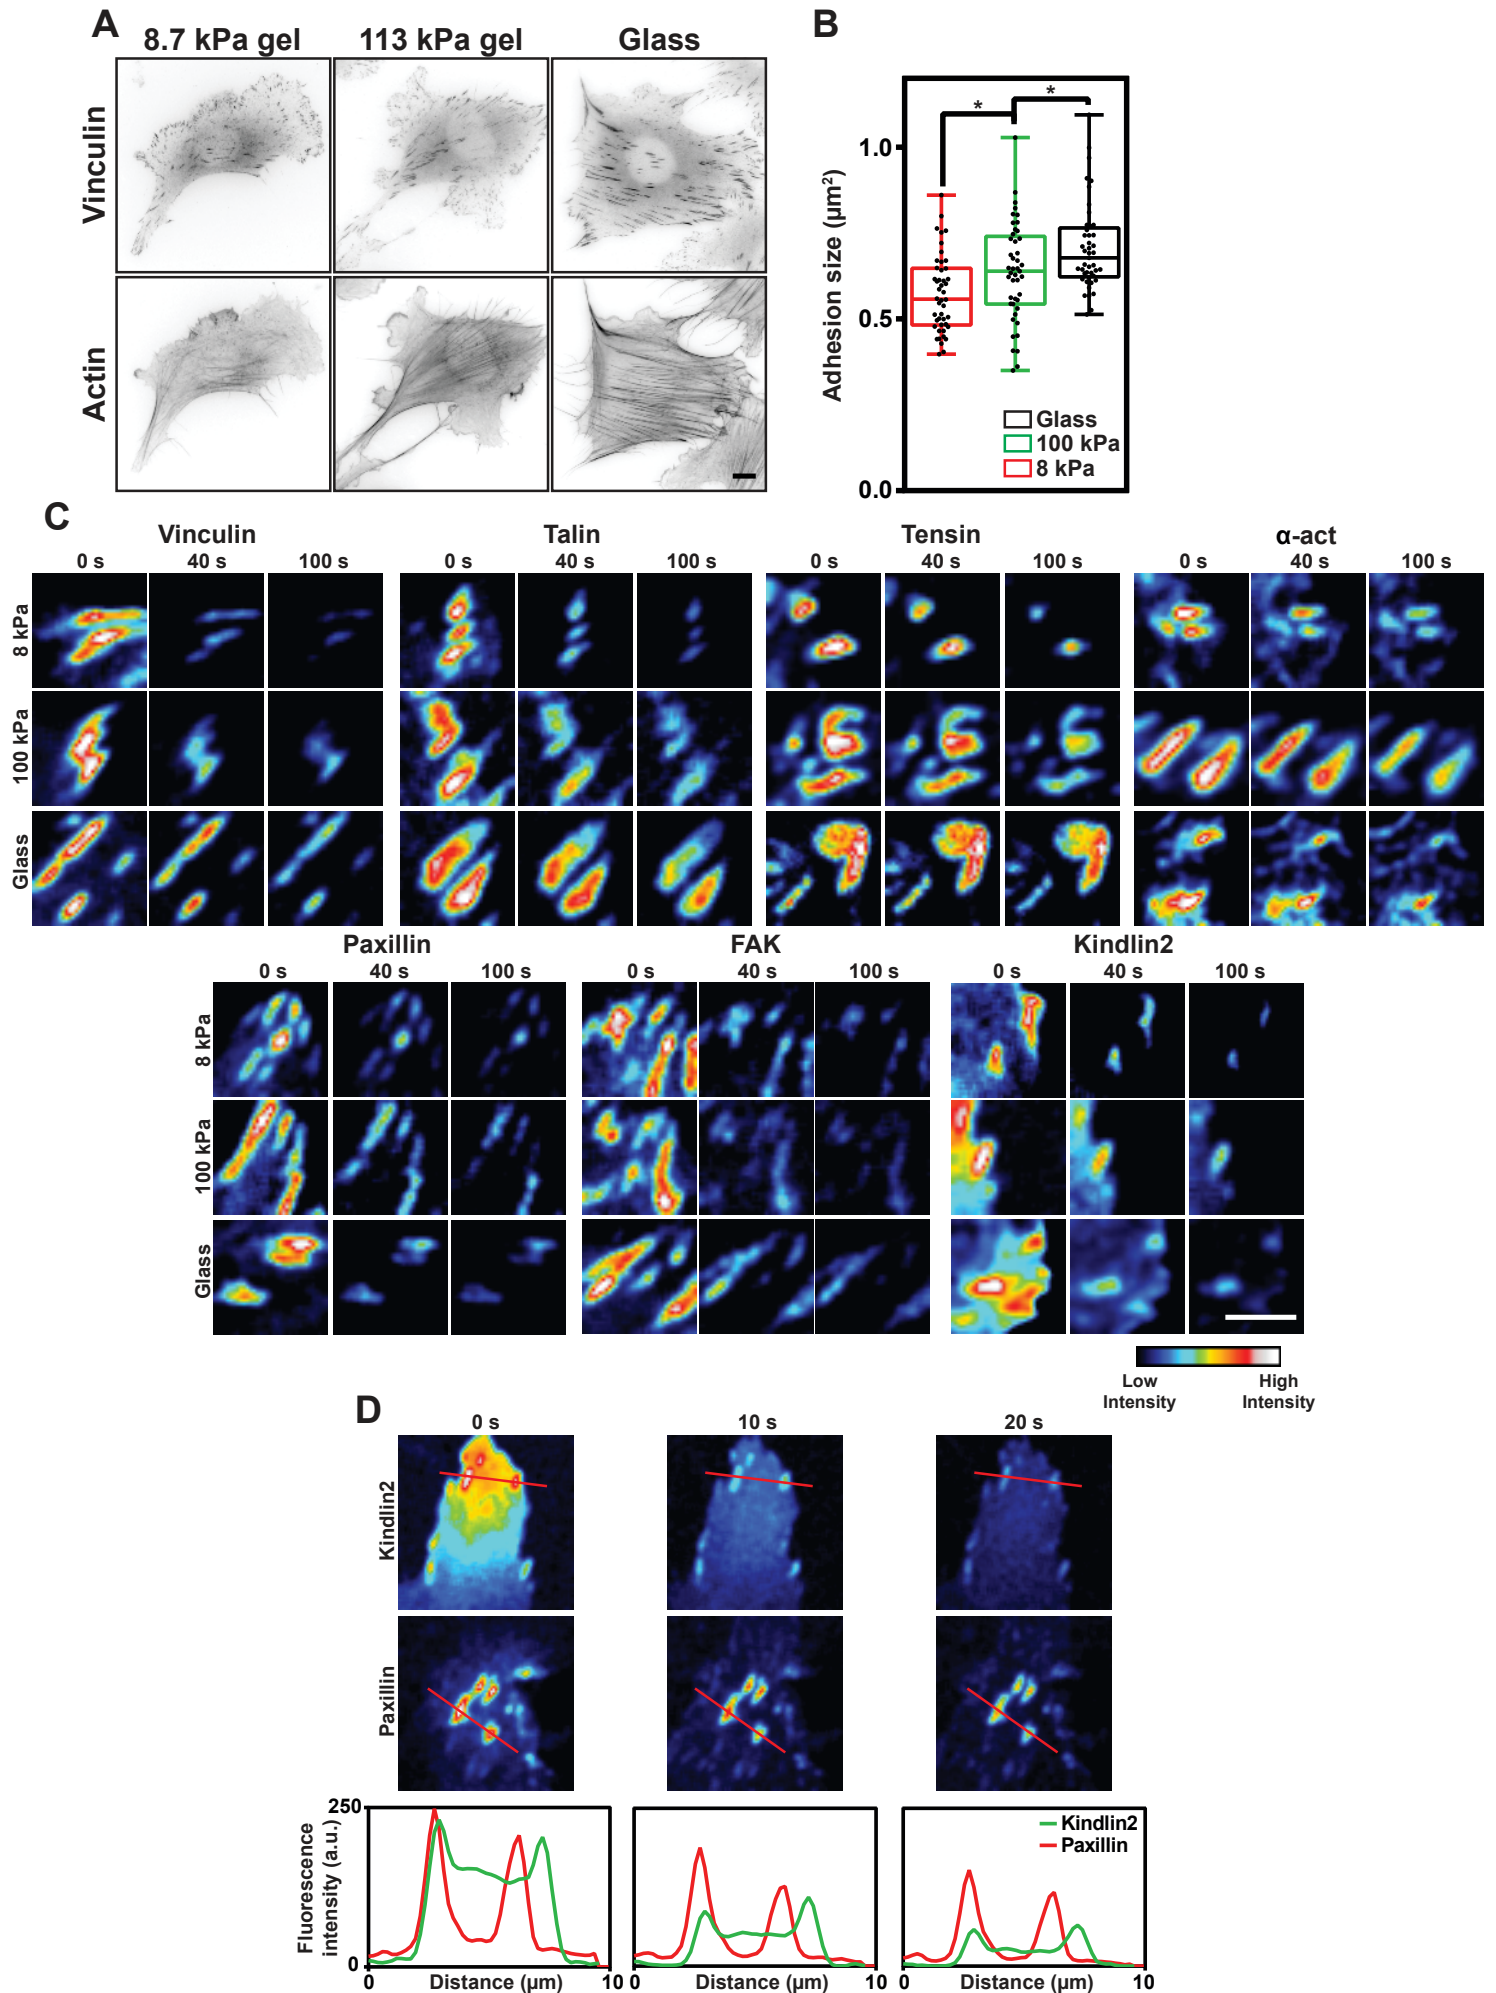 A
8.7 kPa gel 113 kPa gel Glass
Vinculin
Actin
B
Adhesion size (µm²)
1.0
0.5
0.0
* *
Glass
100 kPa
8 kPa
C
Vinculin Talin Tensin α-act
0 s 40 s 100 s 0 s 40 s 100 s 0 s 40 s 100 s 0 s 40 s 100 s
8 kPa
100 kPa
Glass
Paxillin FAK Kindlin2
0 s 40 s 100 s 0 s 40 s 100 s 0 s 40 s 100 s
8 kPa
100 kPa
Glass
Low Intensity
High Intensity
D
0 s 10 s 20 s
Kindlin2
Paxillin
Fluorescence
intensity (a.u.)
250
0
Kindlin2
Paxillin
0 Distance (µm) 10 0 Distance (µm) 10 0 Distance (µm) 10